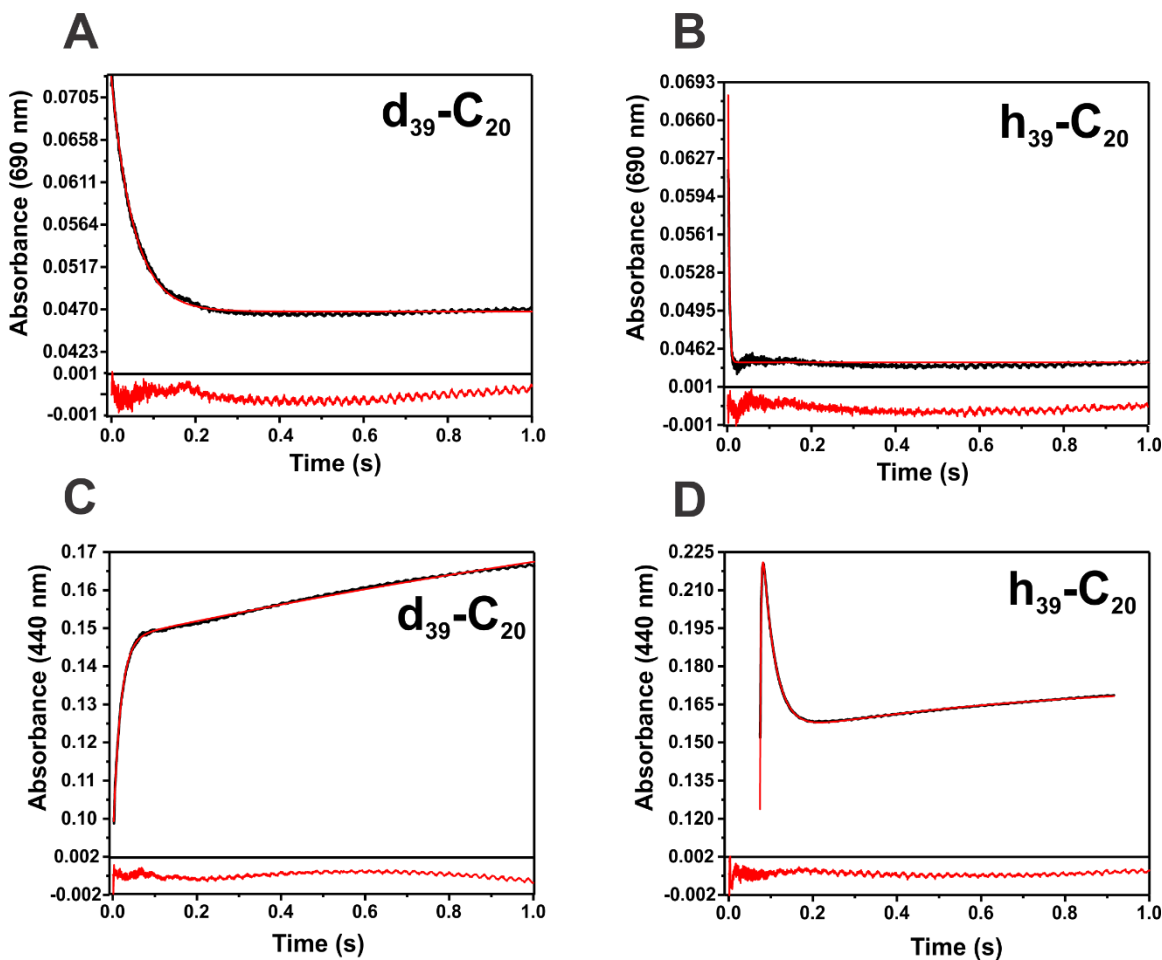 A
Absorbance (690 nm)
0.0705
0.0658
0.0611
0.0564
0.0517
0.0470
0.0423
0.001
-0.001
d₃₉-C₂₀
0.0 0.2 0.4 0.6 0.8 1.0
Time (s)
B
Absorbance (690 nm)
0.0693
0.0660
0.0627
0.0594
0.0561
0.0528
0.0495
0.0462
0.001
-0.001
h₃₉-C₂₀
0.0 0.2 0.4 0.6 0.8 1.0
Time (s)
C
Absorbance (440 nm)
0.17
0.16
0.15
0.14
0.13
0.12
0.11
0.10
0.002
-0.002
d₃₉-C₂₀
0.0 0.2 0.4 0.6 0.8 1.0
Time (s)
D
Absorbance (440 nm)
0.225
0.210
0.195
0.180
0.165
0.150
0.135
0.120
0.002
-0.002
h₃₉-C₂₀
0.0 0.2 0.4 0.6 0.8 1.0
Time (s)